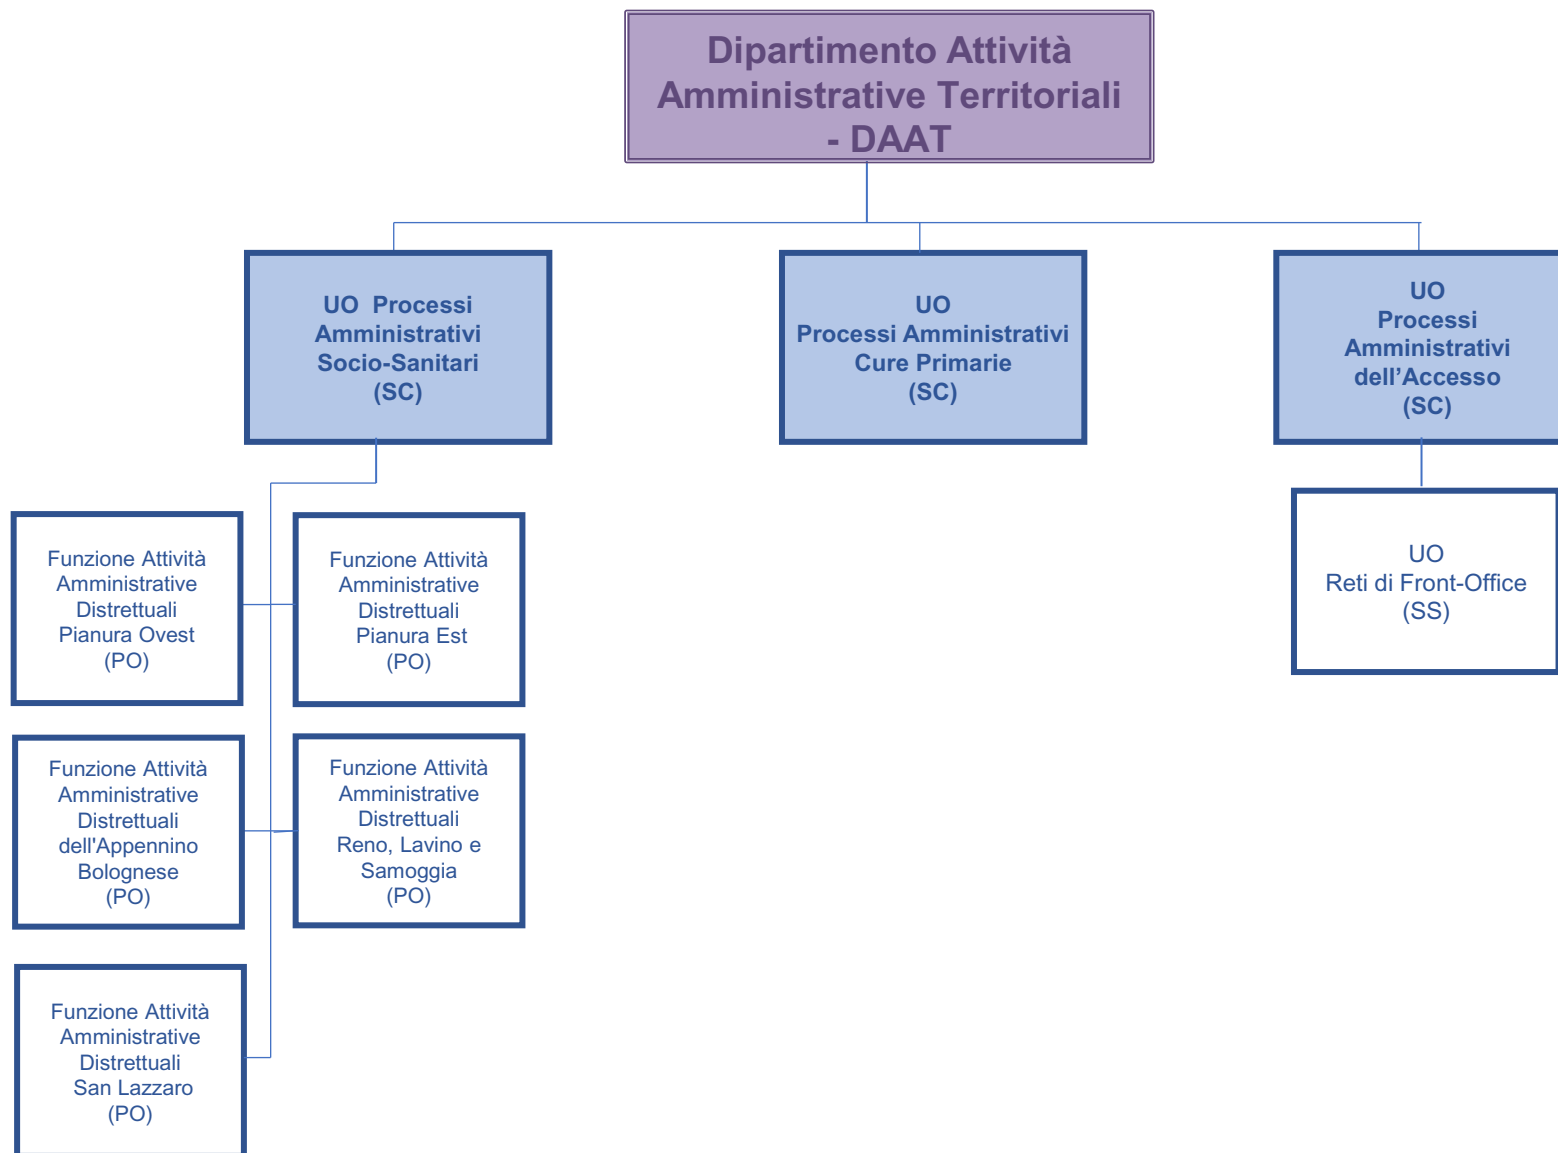 Dipartimento Attività
Amministrative Territoriali
- DAAT
UO Processi
Amministrativi
Socio-Sanitari
(SC)
UO
Processi Amministrativi
Cure Primarie
(SC)
UO
Processi
Amministrativi
dell’Accesso
(SC)
Funzione Attività
Amministrative
Distrettuali
Pianura Ovest
(PO)
Funzione Attività
Amministrative
Distrettuali
Pianura Est
(PO)
UO
Reti di Front-Office
(SS)
Funzione Attività
Amministrative
Distrettuali
dell'Appennino
Bolognese
(PO)
Funzione Attività
Amministrative
Distrettuali
Reno, Lavino e
Samoggia
(PO)
Funzione Attività
Amministrative
Distrettuali
San Lazzaro
(PO)